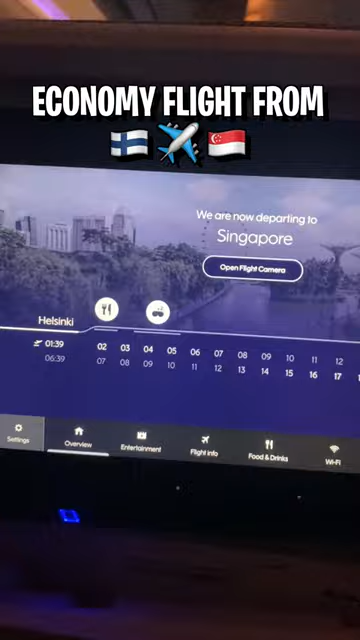 ECONOMY FLIGHT FROM
🇫🇮✈️🇸🇬
We are now departing to
Singapore
Open Flight Camera
Helsinki
01:39 02 03 04 05 06 07 08 09 10 11 12
06:39 07 08 09 10 11 12 13 14 15 16 17
Settings Overview Entertainment Flight Info Food & Drinks Wi-Fi